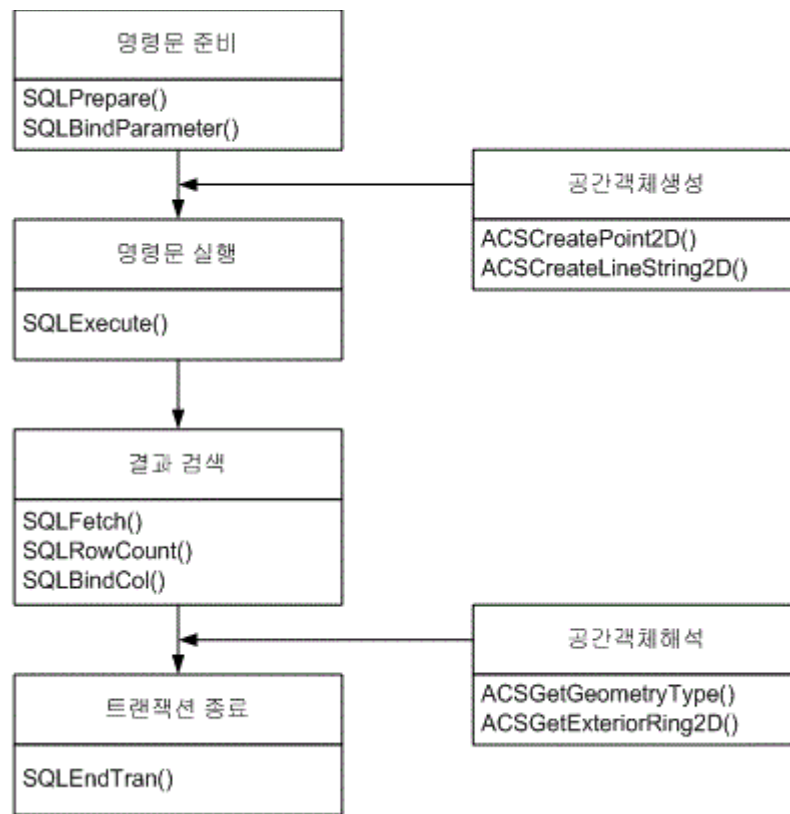 명령문 준비
SQLPrepare()
SQLBindParameter()
공간객체생성
ACSCreatePoint2D()
ACSCreateLineString2D()
명령문 실행
SQLExecute()
결과 검색
SQLFetch()
SQLRowCount()
SQLBindCol()
공간객체해석
ACSGetGeometryType()
ACSGetExteriorRing2D()
트랜잭션 종료
SQLEndTran()